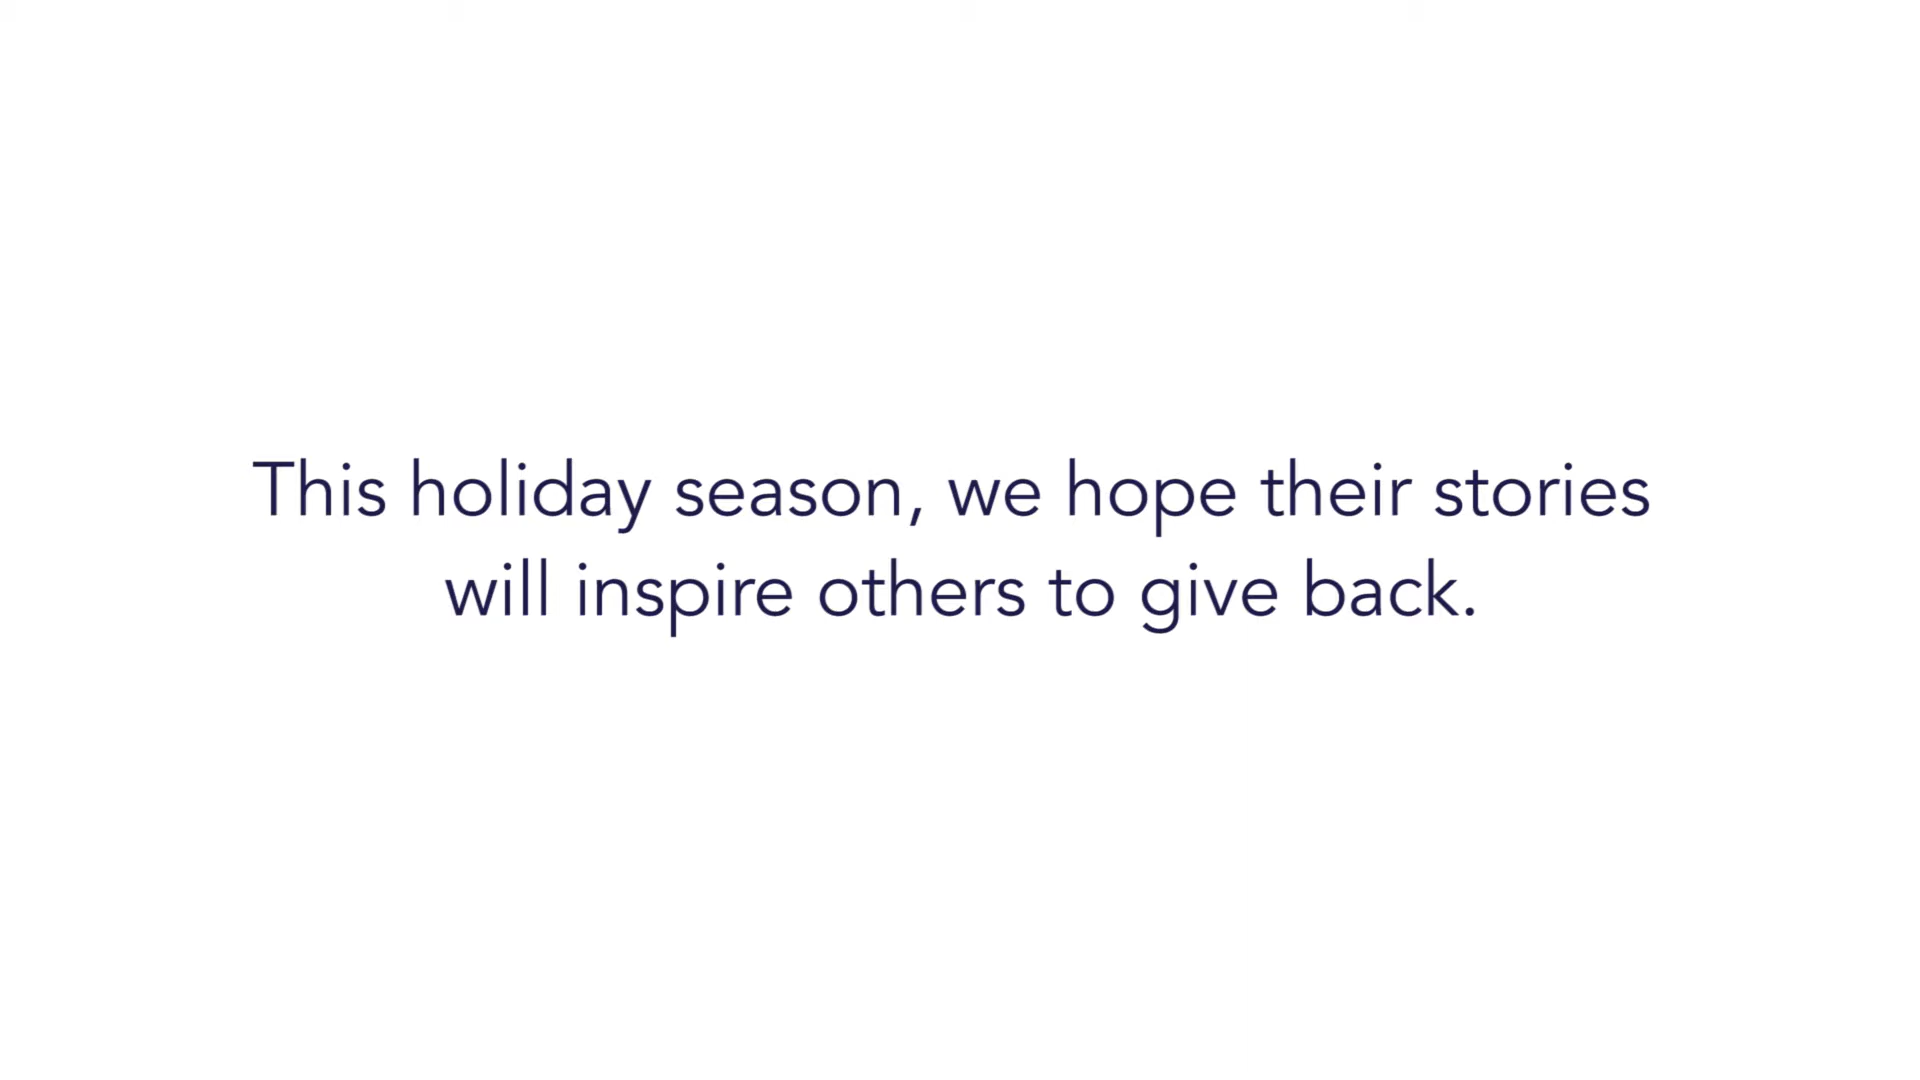 This holiday season, we hope their stories
will inspire others to give back.